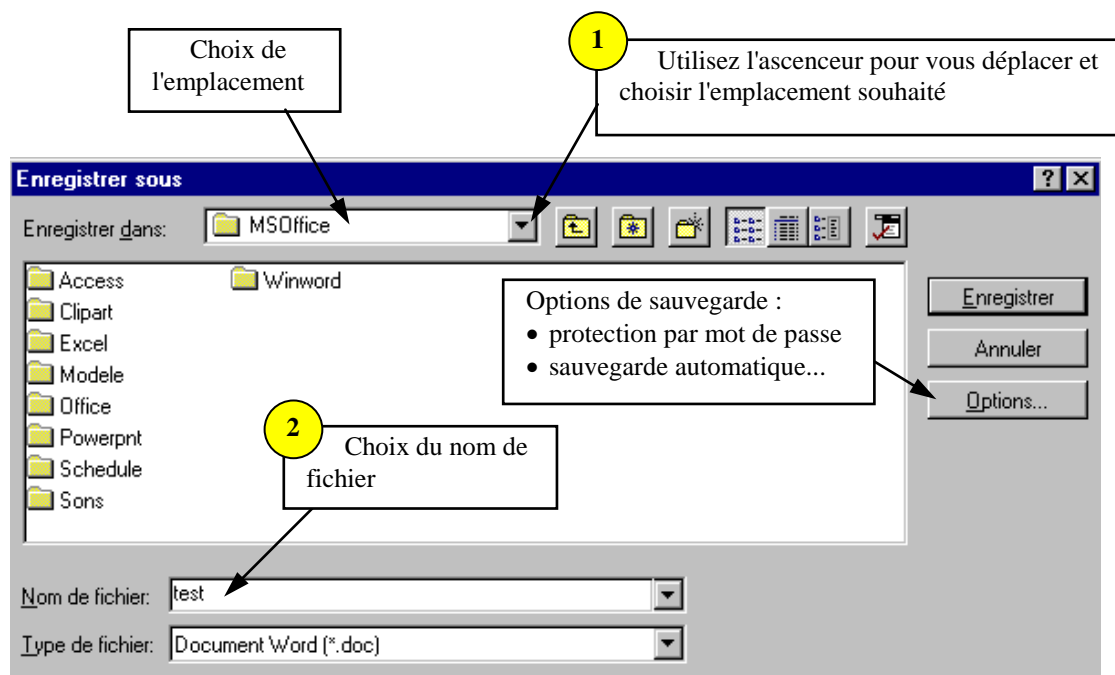 Choix de
l'emplacement
1
Utilisez l'ascenceur pour vous déplacer et
choisir l'emplacement souhaité
Enregistrer sous
?
Enregistrer dans:
MSOffice
Access
Winword
Clipart
Excel
Modele
Office
Powerpnt
Schedule
Sons
Options de sauvegarde :
• protection par mot de passe
• sauvegarde automatique...
Enregistrer
Annuler
Options...
2
Choix du nom de
fichier
Nom de fichier:
test
Type de fichier:
Document Word (*.doc)